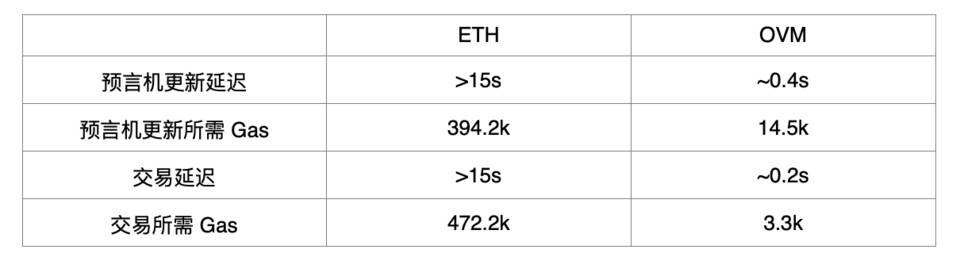 ETH OVM
预言机更新延迟 >15s ~0.4s
预言机更新所需 Gas 394.2k 14.5k
交易延迟 >15s ~0.2s
交易所需 Gas 472.2k 3.3k